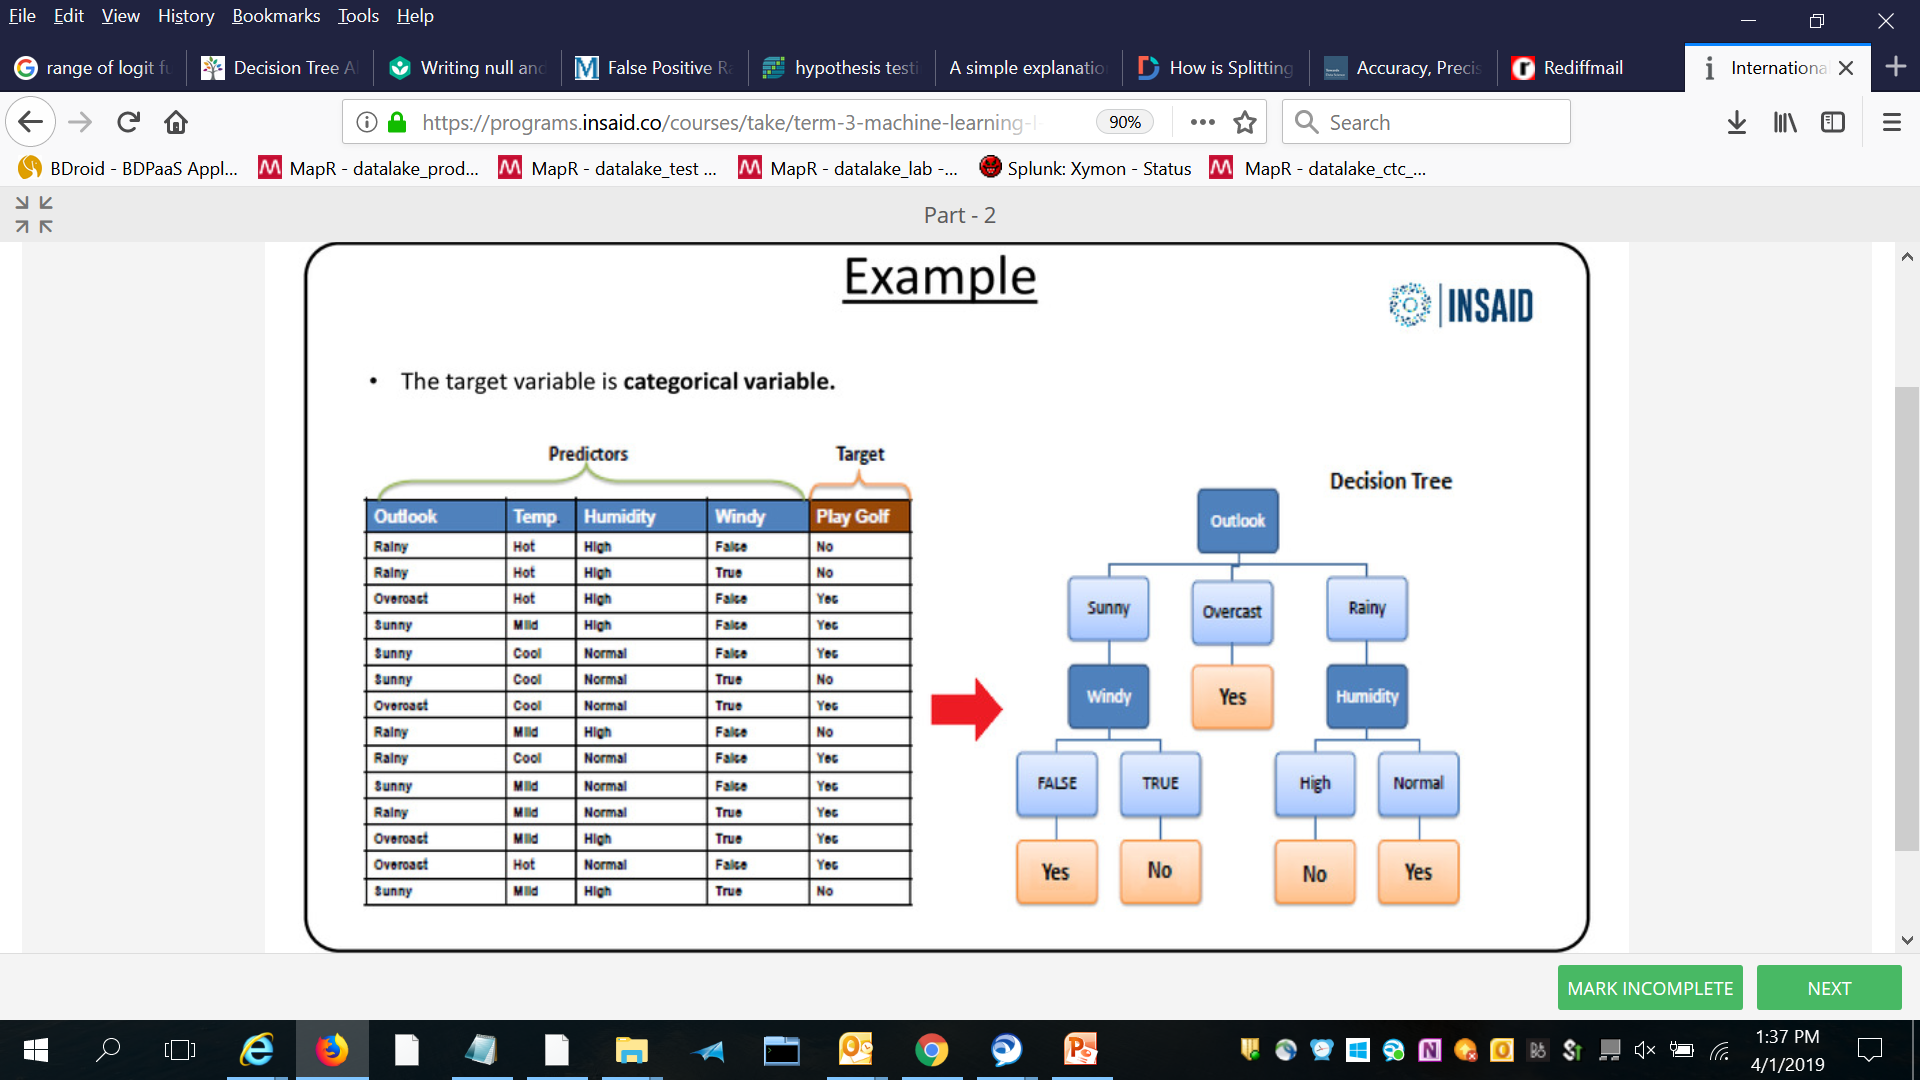 File Edit View History Bookmarks Tools Help
range of logit fu
Decision Tree Al
Writing null and
False Positive Ra
hypothesis testi
A simple explanation
How is Splitting
Accuracy, Precis
Rediffmail
Internationa
https://programs.insaid.co/courses/take/term-3-machine-learning-l
90%
Search
BDroid - BDPaaS Appl...
MapR - datalake_prod...
MapR - datalake_test ...
MapR - datalake_lab -...
Splunk: Xymon - Status
MapR - datalake_ctc_...
Part - 2
Example
INSAID
• The target variable is categorical variable.
Predictors Target
Outlook Temp. Humidity Windy Play Golf
Rainy Hot High False No
Rainy Hot High True No
Overcast Hot High False Yes
Sunny Mild High False Yes
Sunny Cool Normal False Yes
Sunny Cool Normal True No
Overcast Cool Normal True Yes
Rainy Mild High False No
Rainy Cool Normal False Yes
Sunny Mild Normal False Yes
Rainy Mild Normal True Yes
Overcast Mild High True Yes
Overcast Hot Normal False Yes
Sunny Mild High True No
Decision Tree
Outlook
Sunny Overcast Rainy
Windy Yes Humidity
FALSE TRUE High Normal
Yes No No Yes
MARK INCOMPLETE
NEXT
1:37 PM
4/1/2019